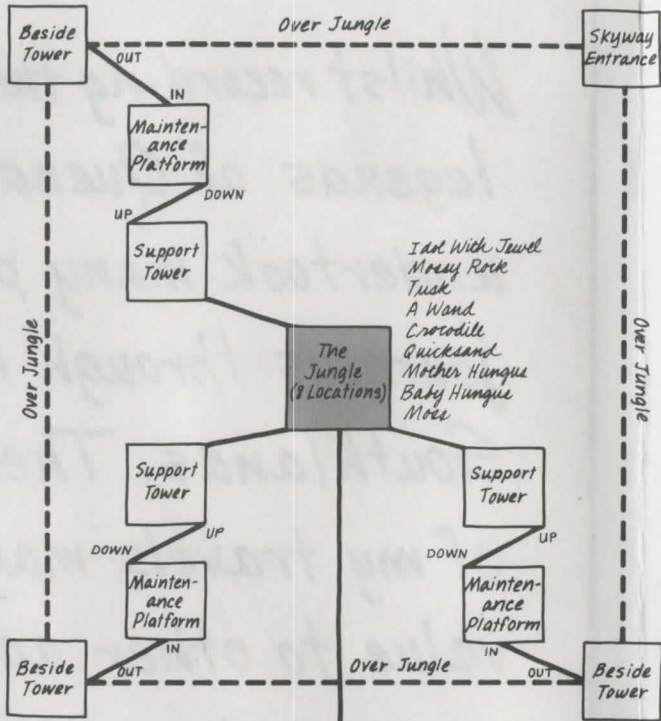 Over Jungle
Beside
Tower
Skyway
Entrance
OUT
IN
Mainten-
ance
Platform
DOWN
UP
Support
Tower
Over Jungle
Over Jungle
The
Jungle
(8 Locations)
Idol With Jewel
Mossy Rock
Tusk
A Wand
Crocodile
Quicksand
Mother Hungus
Baby Hungus
Moss
Support
Tower
UP
DOWN
Mainten-
ance
Platform
IN
OUT
Beside
Tower
Support
Tower
UP
DOWN
Mainten-
ance
Platform
IN
OUT
Over Jungle
Beside
Tower